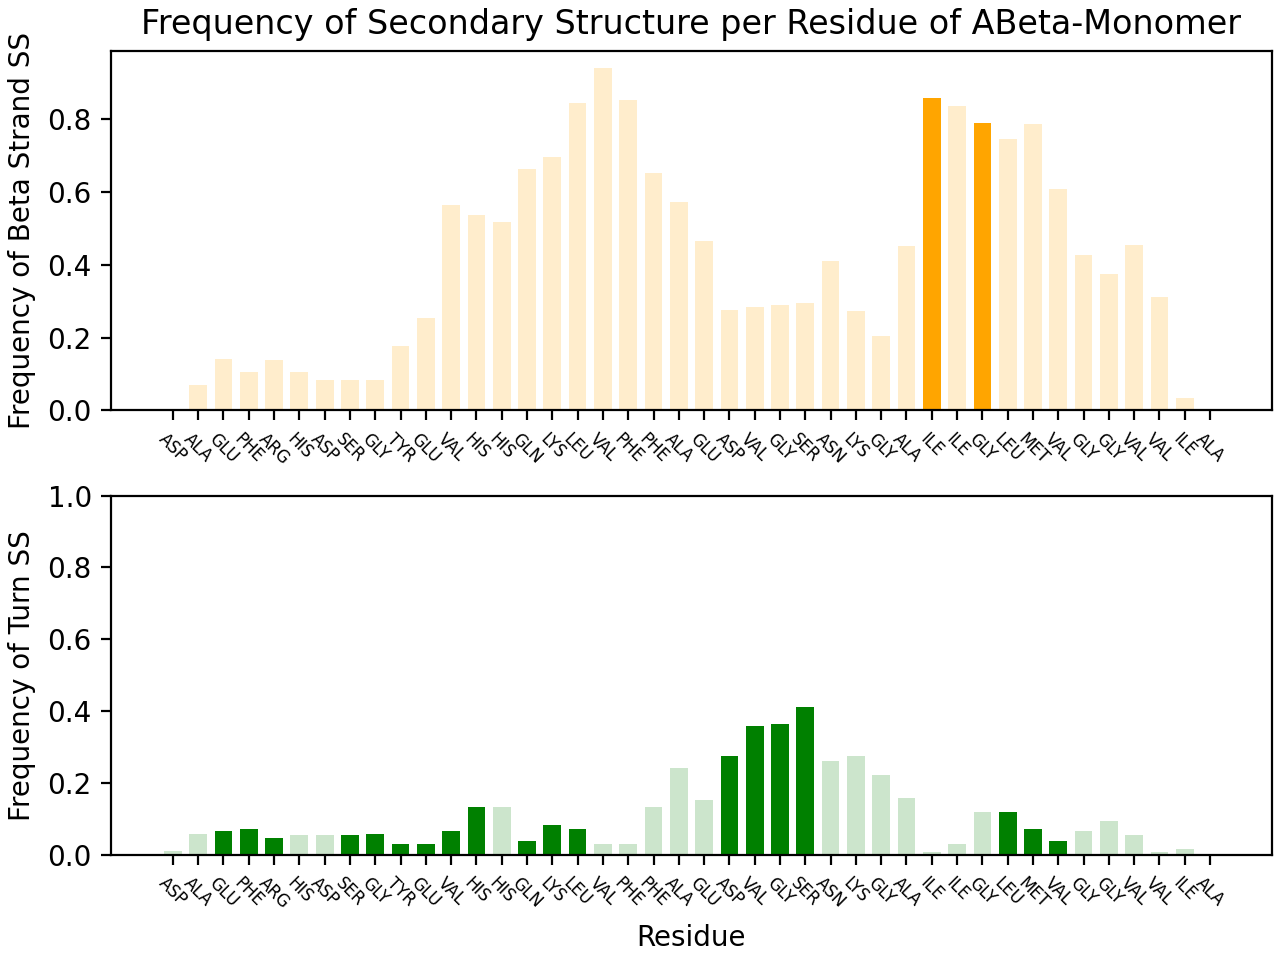 Frequency of Secondary Structure per Residue of ABeta-Monomer
Frequency of Beta Strand SS
0.8
0.6
0.4
0.2
0.0
ASP ALA GLU PHE ARG HIS ASP SER GLY TYR GLU VAL HIS HIS GLN LYS LEU VAL PHE PHE ALA GLU ASP VAL GLY SER ASN LYS GLY ALA ILE ILE GLY LEU MET VAL GLY GLY VAL VAL ILE ALA
Frequency of Turn SS
1.0
0.8
0.6
0.4
0.2
0.0
ASP ALA GLU PHE ARG HIS ASP SER GLY TYR GLU VAL HIS HIS GLN LYS LEU VAL PHE PHE ALA GLU ASP VAL GLY SER ASN LYS GLY ALA ILE ILE GLY LEU MET VAL GLY GLY VAL VAL ILE ALA
Residue